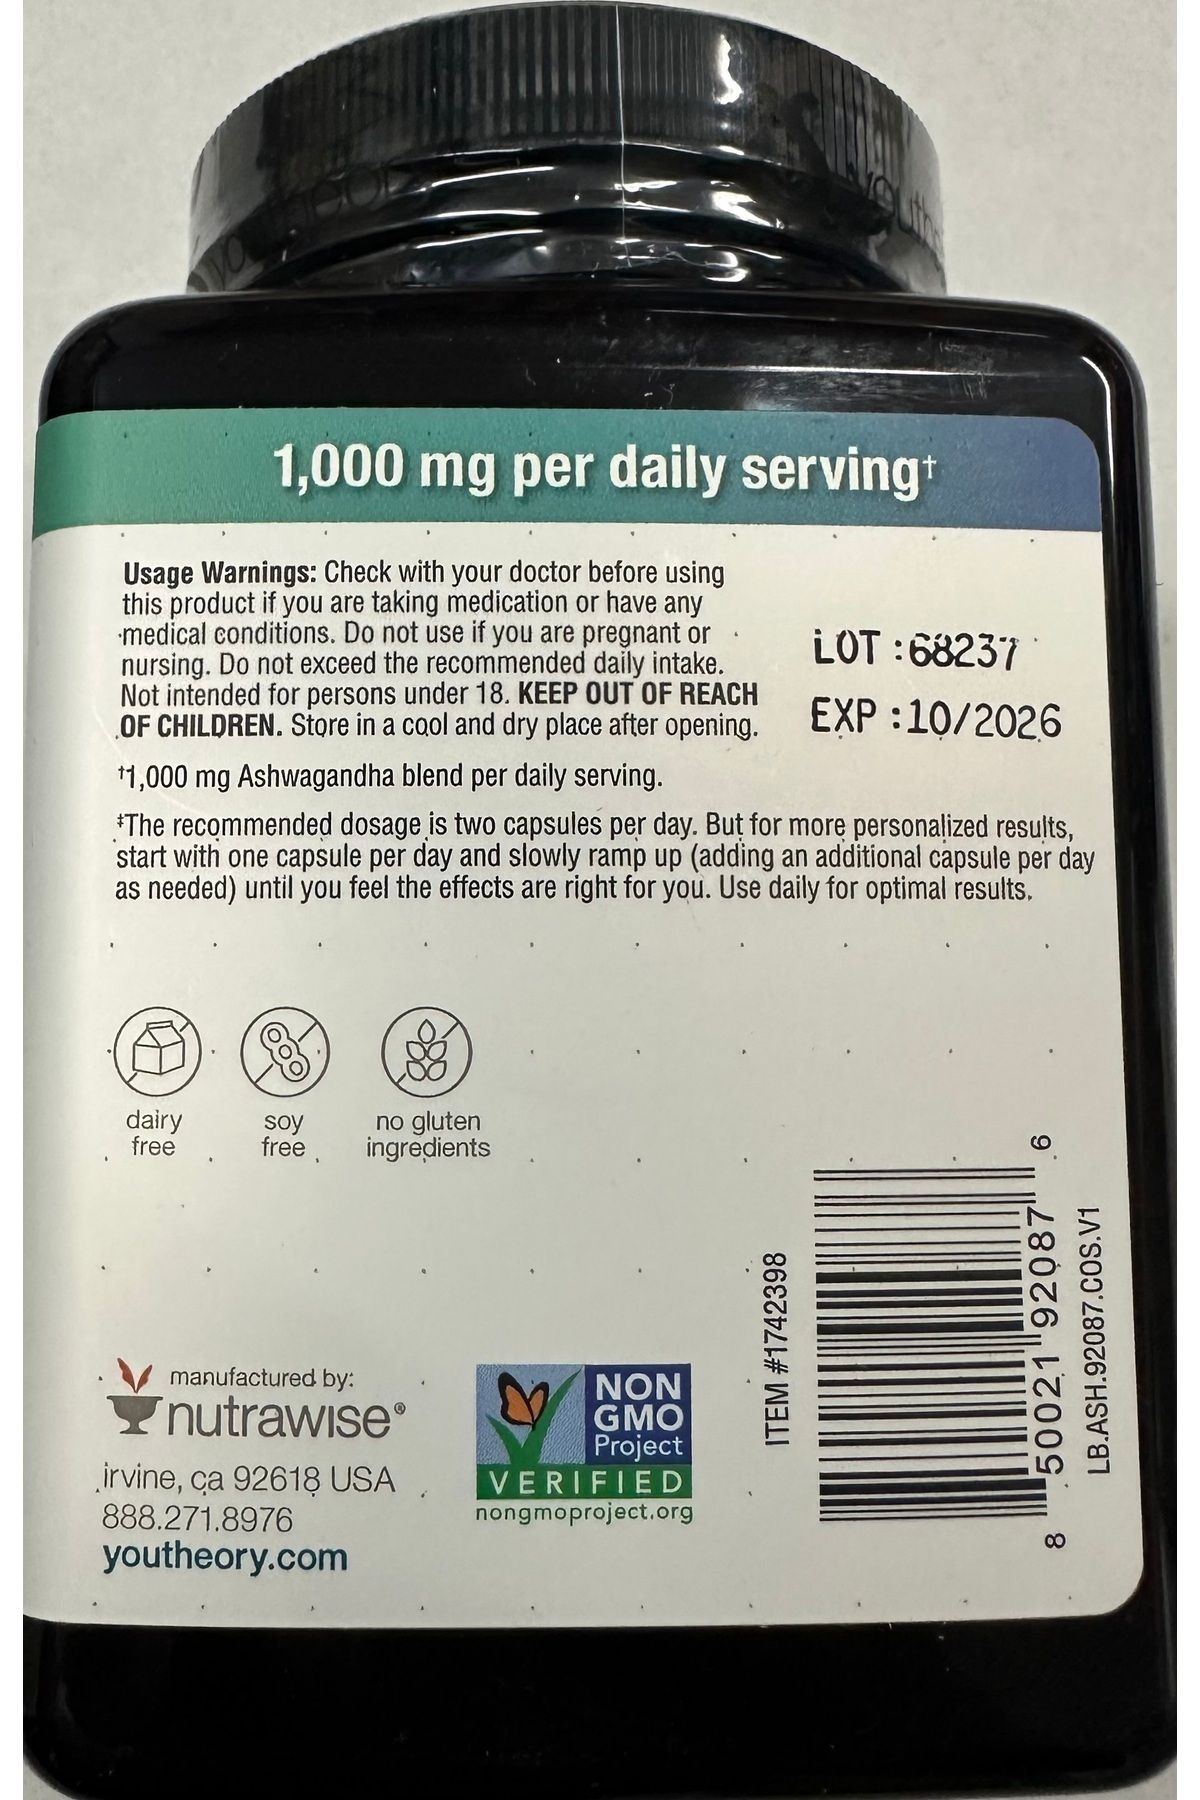 youtheory
1,000 mg per daily serving†
Usage Warnings: Check with your doctor before using
this product if you are taking medication or have any
medical conditions. Do not use if you are pregnant or
nursing. Do not exceed the recommended daily intake.
Not intended for persons under 18. KEEP OUT OF REACH
OF CHILDREN. Store in a cool and dry place after opening.
LOT :68237
EXP :10/2026
†1,000 mg Ashwagandha blend per daily serving.
‡The recommended dosage is two capsules per day. But for more personalized results,
start with one capsule per day and slowly ramp up (adding an additional capsule per day
as needed) until you feel the effects are right for you. Use daily for optimal results.
dairy
free
soy
free
no gluten
ingredients
manufactured by:
nutrawise®
irvine, ca 92618 USA
888.271.8976
youtheory.com
NON
GMO
Project
VERIFIED
nongmoproject.org
ITEM #1742398
8 50021 92087 6
LB.ASH.92087.COS.V1